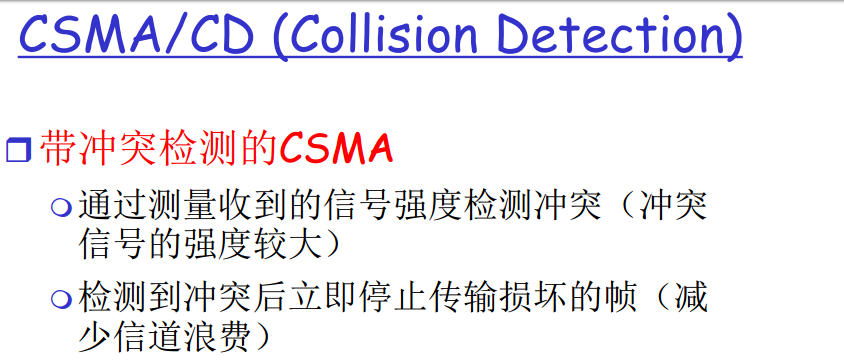 CSMA/CD (Collision Detection)
带冲突检测的CSMA
通过测量收到的信号强度检测冲突（冲突
信号的强度较大）
检测到冲突后立即停止传输损坏的帧（减
少信道浪费）